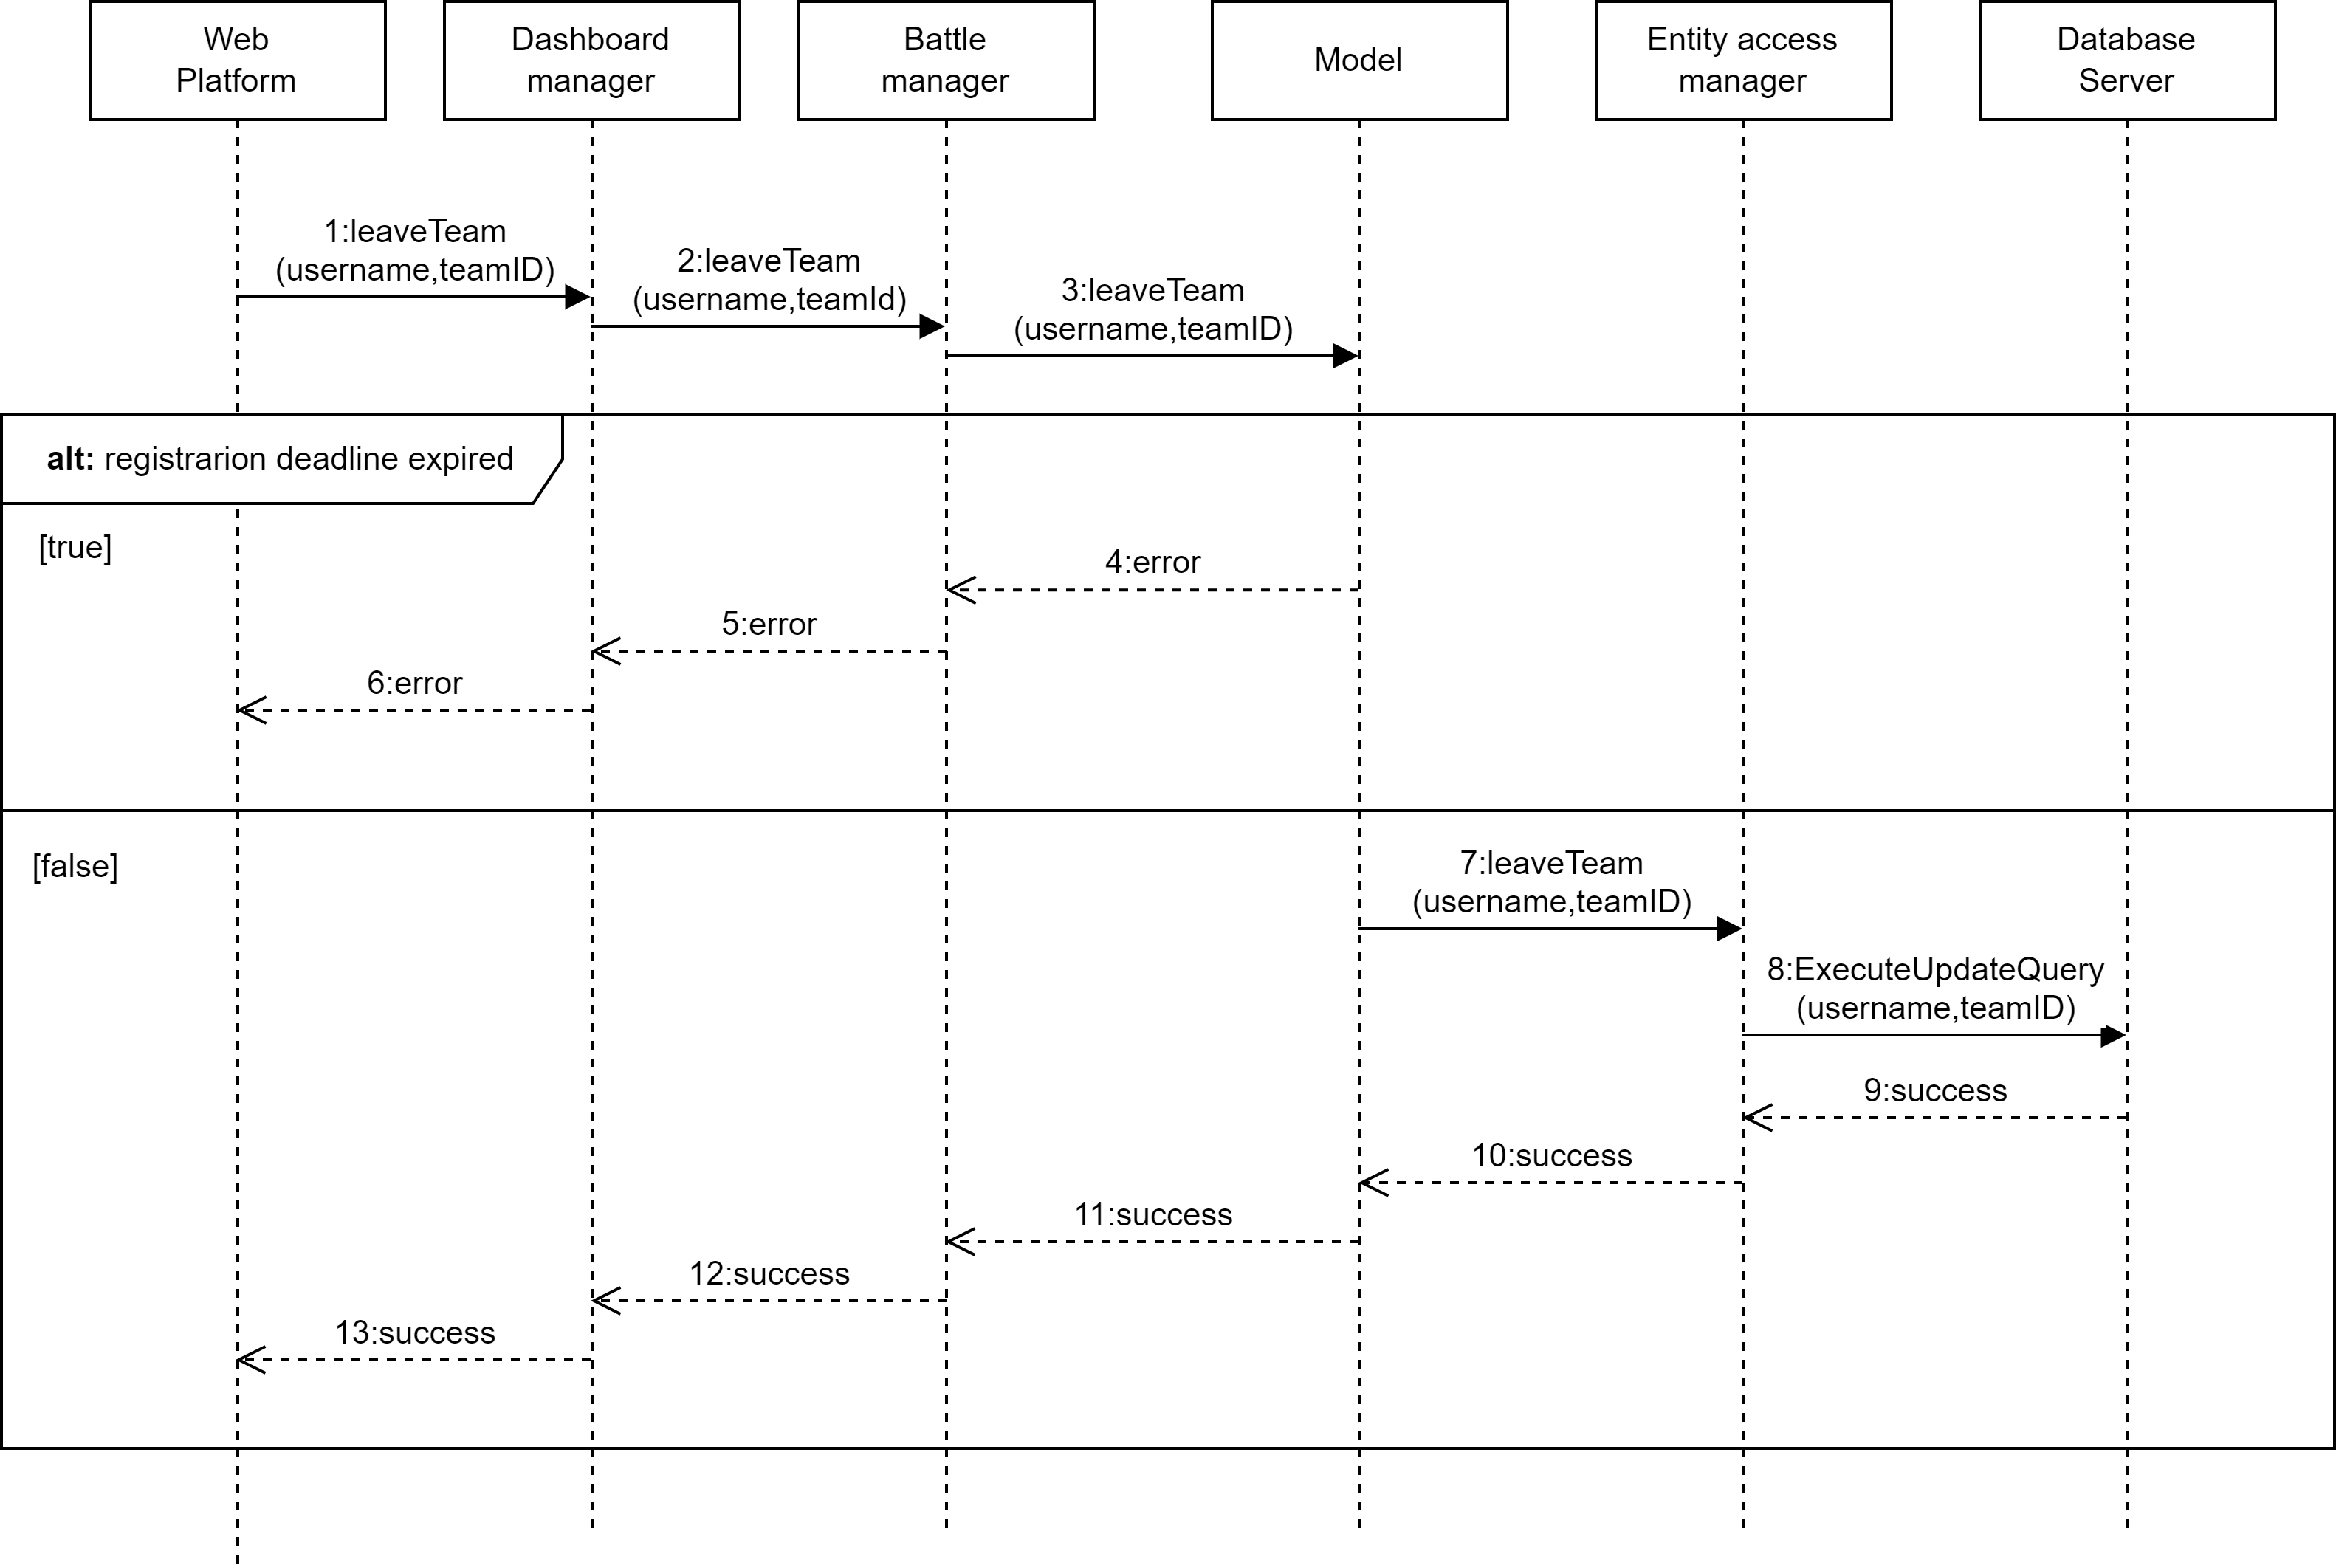 Web
Platform
Dashboard
manager
Battle
manager
Model
Entity access
manager
Database
Server
1:leaveTeam
(username,teamID)
2:leaveTeam
(username,teamId)
3:leaveTeam
(username,teamID)
alt: registrarion deadline expired
[true]
4:error
5:error
6:error
[false]
7:leaveTeam
(username,teamID)
8:ExecuteUpdateQuery
(username,teamID)
9:success
10:success
11:success
12:success
13:success